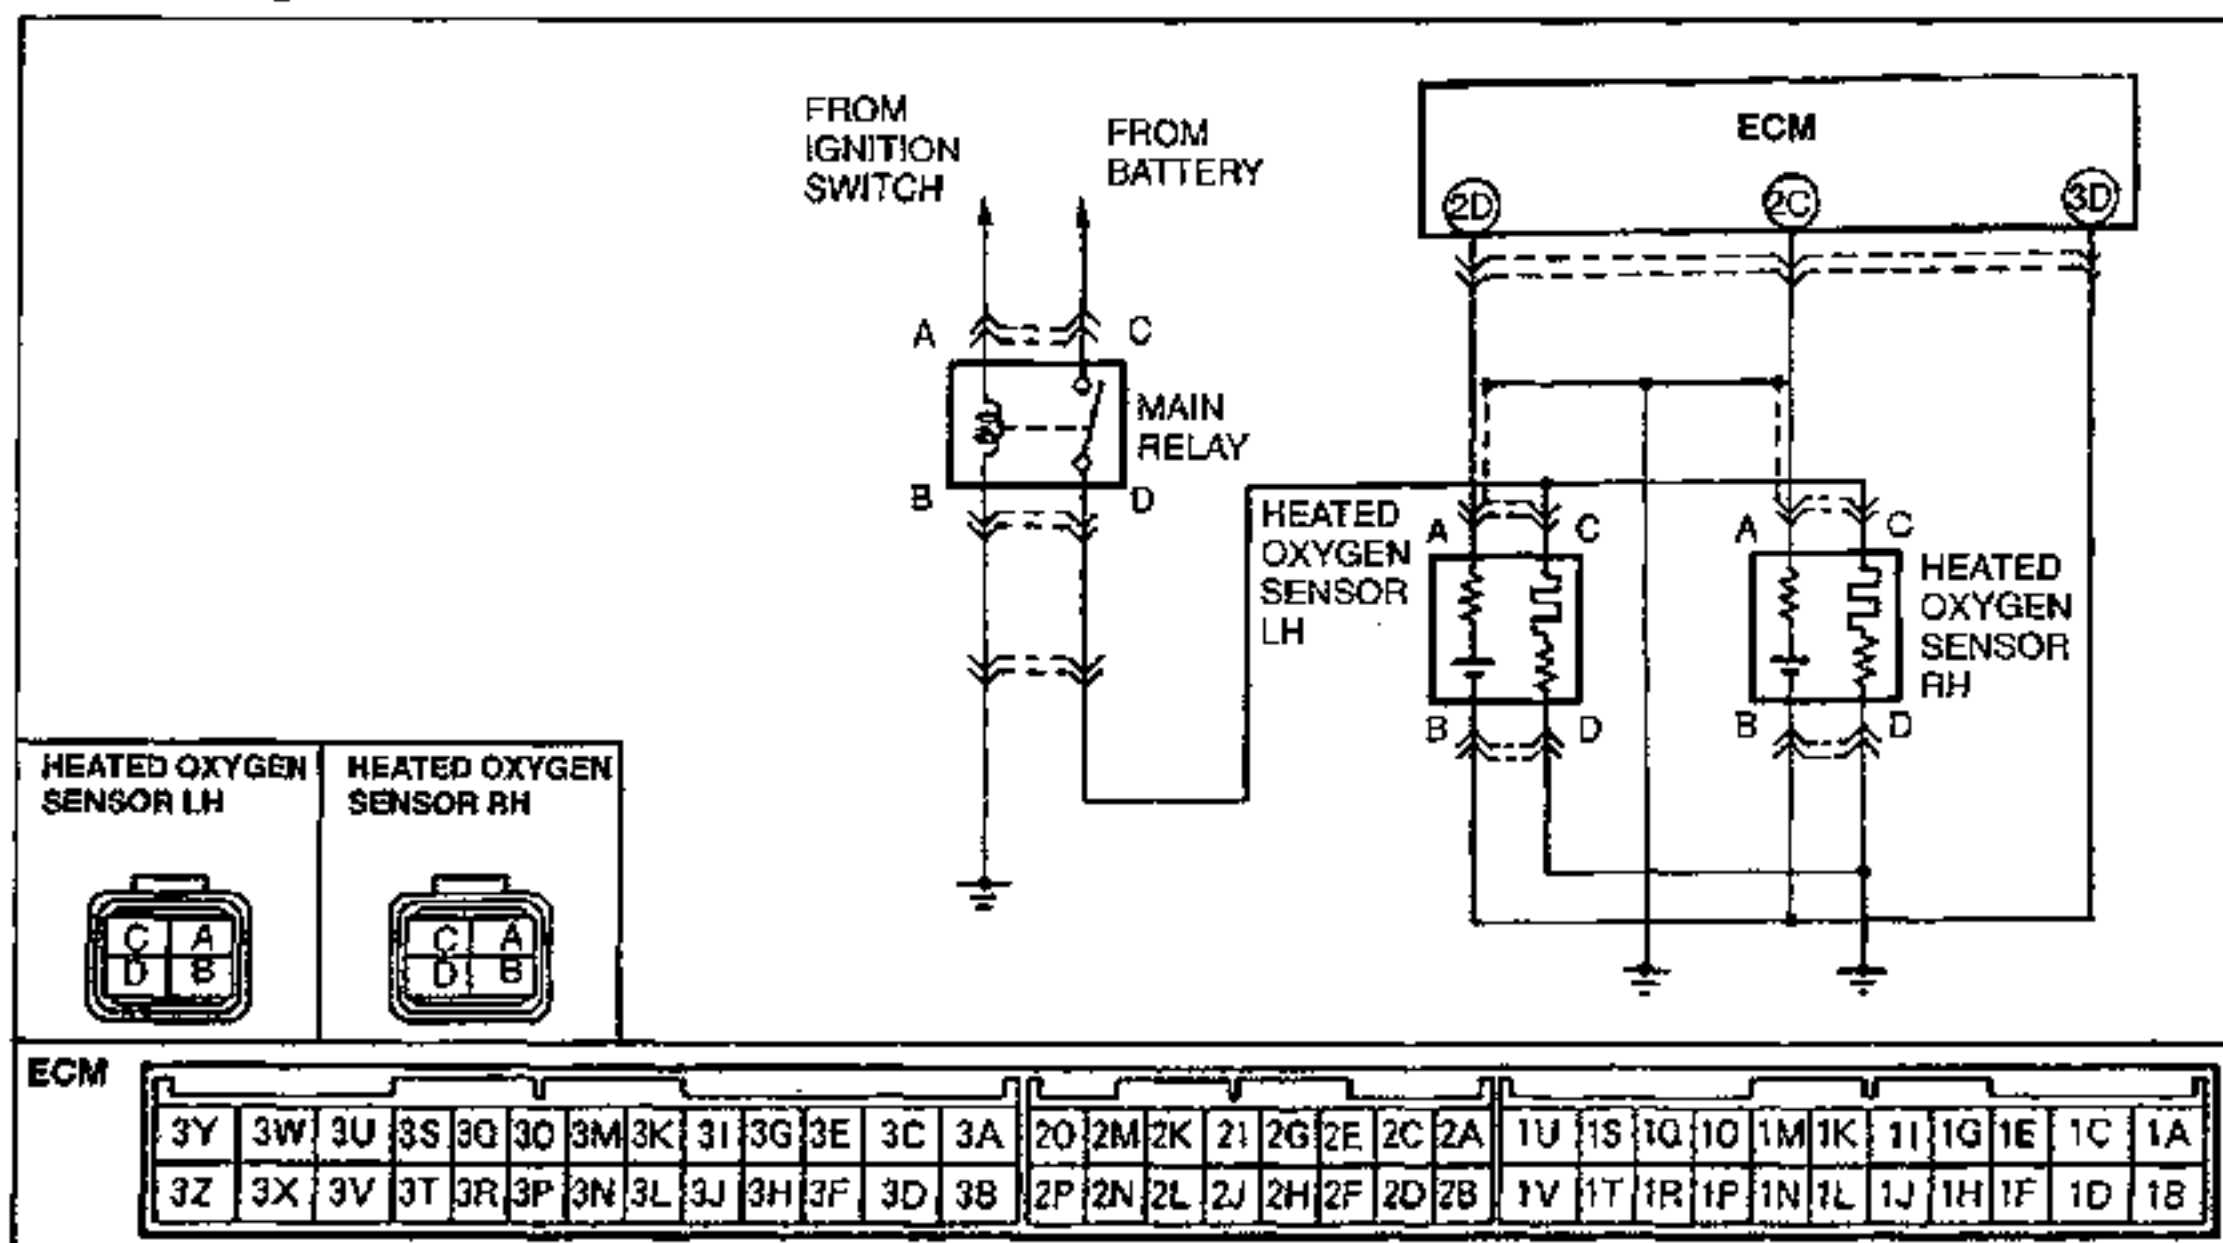 FROM
IGNITION
SWITCH
FROM
BATTERY
ECM
2D
2C
3D
A
C
MAIN
RELAY
B
D
HEATED
OXYGEN
SENSOR
LH
A
C
B
D
A
C
HEATED
OXYGEN
SENSOR
RH
B
D
HEATED OXYGEN
SENSOR LH
HEATED OXYGEN
SENSOR RH
C A
D B
C A
D B
ECM
3Y 3W 3U 3S 3Q 3O 3M 3K 3I 3G 3E 3C 3A 2O 2M 2K 2I 2G 2E 2C 2A 1U 1S 1Q 1O 1M 1K 1I 1G 1E 1C 1A
3Z 3X 3V 3T 3R 3P 3N 3L 3J 3H 3F 3D 3B 2P 2N 2L 2J 2H 2F 2D 2B 1V 1T 1R 1P 1N 1L 1J 1H 1F 1D 1B